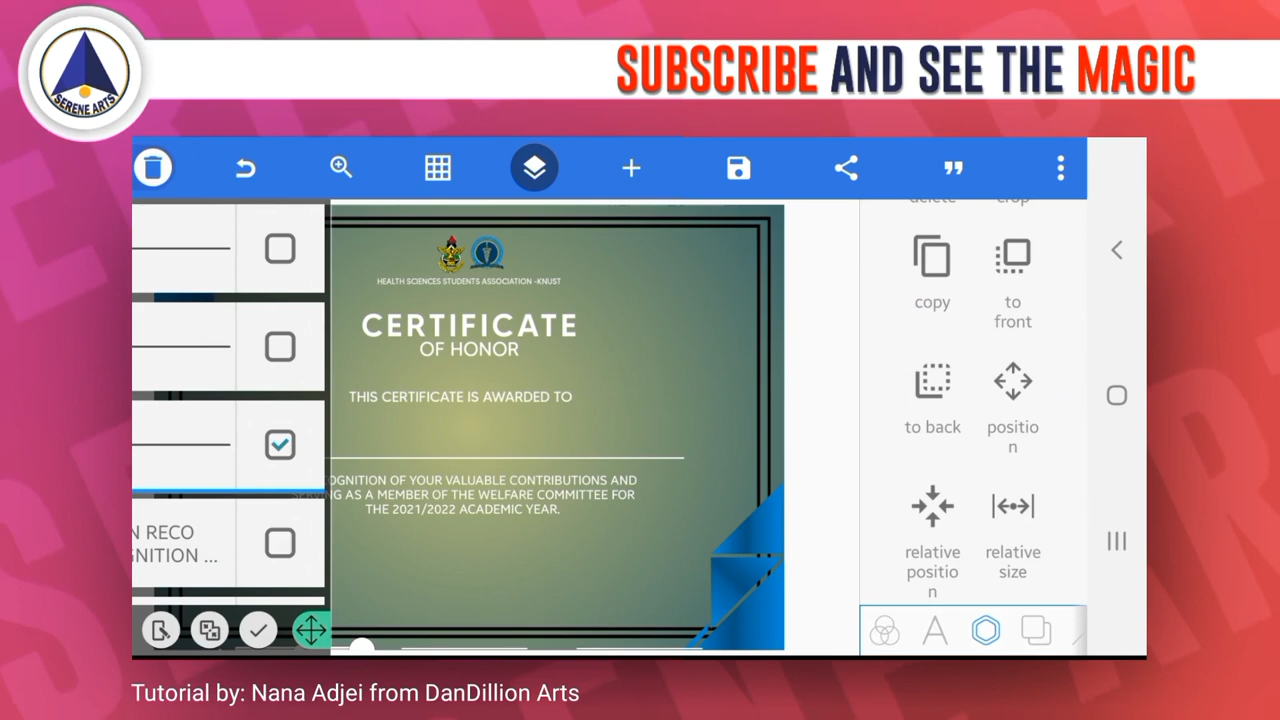 SUBSCRIBE AND SEE THE MAGIC
SERENE ARTS
copy
to
front
to back
positio
n
relative
positio
n
relative
size
HEALTH SCIENCES STUDENTS ASSOCIATION -KNUST
CERTIFICATE
OF HONOR
THIS CERTIFICATE IS AWARDED TO
OGNITION OF YOUR VALUABLE CONTRIBUTIONS AND
SERVING AS A MEMBER OF THE WELFARE COMMITTEE FOR
THE 2021/2022 ACADEMIC YEAR.
N RECO
GNITION ...
Tutorial by: Nana Adjei from DanDillion Arts